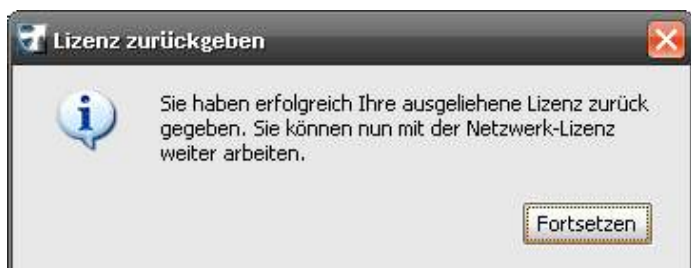 Lizenz zurückgeben
Sie haben erfolgreich Ihre ausgeliehene Lizenz zurück
gegeben. Sie können nun mit der Netzwerk-Lizenz
weiter arbeiten.
Fortsetzen